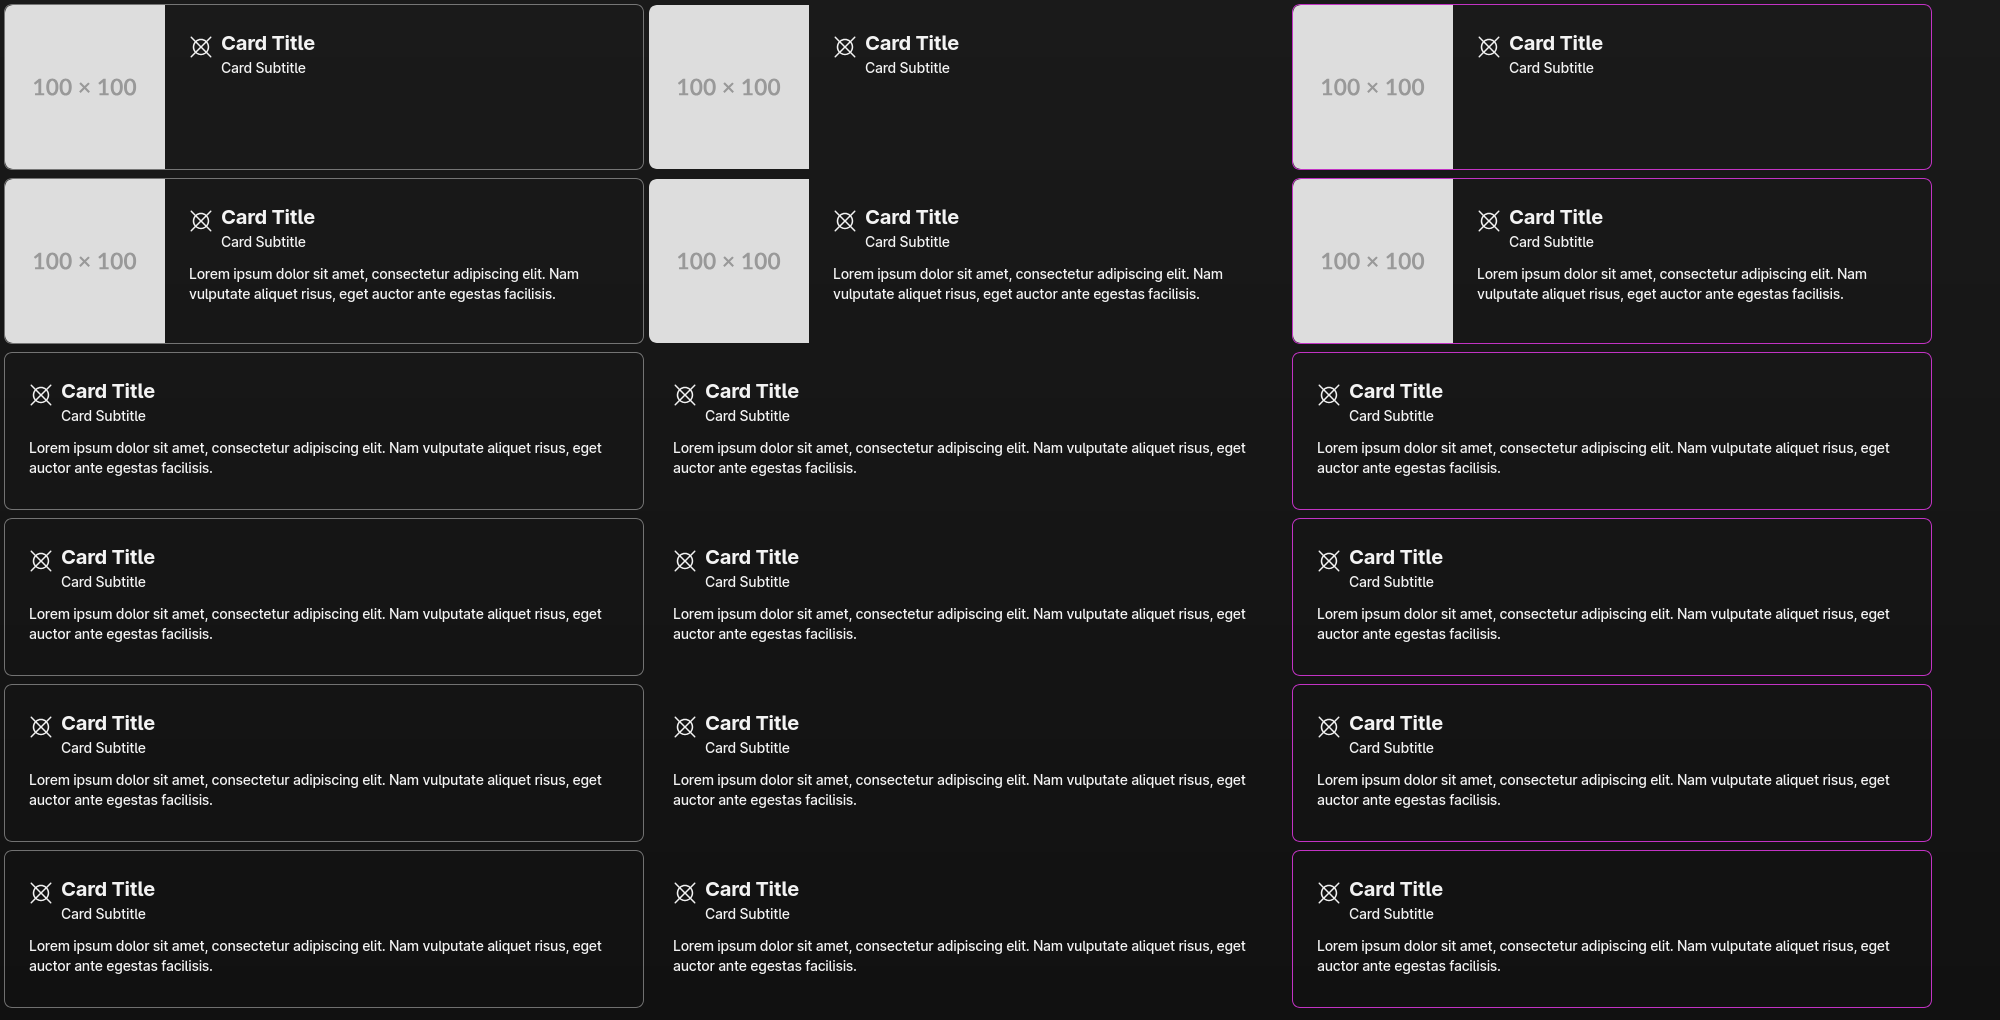 100 × 100
Card Title
Card Subtitle
100 × 100
Card Title
Card Subtitle
100 × 100
Card Title
Card Subtitle
100 × 100
Card Title
Card Subtitle
Lorem ipsum dolor sit amet, consectetur adipiscing elit. Nam
vulputate aliquet risus, eget auctor ante egestas facilisis.
100 × 100
Card Title
Card Subtitle
Lorem ipsum dolor sit amet, consectetur adipiscing elit. Nam
vulputate aliquet risus, eget auctor ante egestas facilisis.
100 × 100
Card Title
Card Subtitle
Lorem ipsum dolor sit amet, consectetur adipiscing elit. Nam
vulputate aliquet risus, eget auctor ante egestas facilisis.
Card Title
Card Subtitle
Lorem ipsum dolor sit amet, consectetur adipiscing elit. Nam vulputate aliquet risus, eget
auctor ante egestas facilisis.
Card Title
Card Subtitle
Lorem ipsum dolor sit amet, consectetur adipiscing elit. Nam vulputate aliquet risus, eget
auctor ante egestas facilisis.
Card Title
Card Subtitle
Lorem ipsum dolor sit amet, consectetur adipiscing elit. Nam vulputate aliquet risus, eget
auctor ante egestas facilisis.
Card Title
Card Subtitle
Lorem ipsum dolor sit amet, consectetur adipiscing elit. Nam vulputate aliquet risus, eget
auctor ante egestas facilisis.
Card Title
Card Subtitle
Lorem ipsum dolor sit amet, consectetur adipiscing elit. Nam vulputate aliquet risus, eget
auctor ante egestas facilisis.
Card Title
Card Subtitle
Lorem ipsum dolor sit amet, consectetur adipiscing elit. Nam vulputate aliquet risus, eget
auctor ante egestas facilisis.
Card Title
Card Subtitle
Lorem ipsum dolor sit amet, consectetur adipiscing elit. Nam vulputate aliquet risus, eget
auctor ante egestas facilisis.
Card Title
Card Subtitle
Lorem ipsum dolor sit amet, consectetur adipiscing elit. Nam vulputate aliquet risus, eget
auctor ante egestas facilisis.
Card Title
Card Subtitle
Lorem ipsum dolor sit amet, consectetur adipiscing elit. Nam vulputate aliquet risus, eget
auctor ante egestas facilisis.
Card Title
Card Subtitle
Lorem ipsum dolor sit amet, consectetur adipiscing elit. Nam vulputate aliquet risus, eget
auctor ante egestas facilisis.
Card Title
Card Subtitle
Lorem ipsum dolor sit amet, consectetur adipiscing elit. Nam vulputate aliquet risus, eget
auctor ante egestas facilisis.
Card Title
Card Subtitle
Lorem ipsum dolor sit amet, consectetur adipiscing elit. Nam vulputate aliquet risus, eget
auctor ante egestas facilisis.